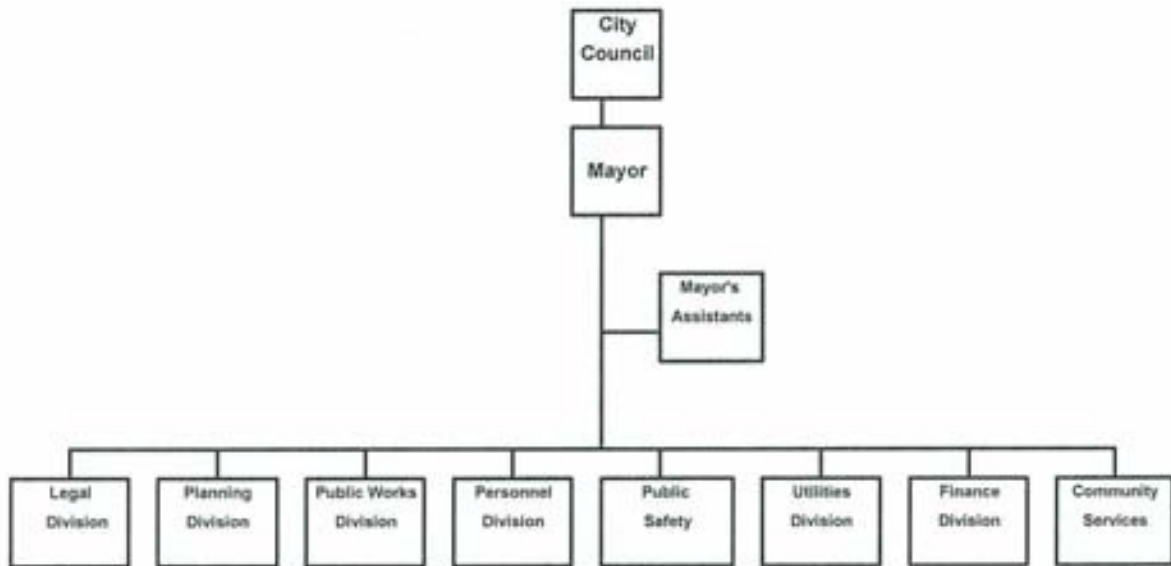 City
Council
Mayor
Mayor's
Assistants
Legal
Division
Planning
Division
Public Works
Division
Personnel
Division
Public
Safety
Utilities
Division
Finance
Division
Community
Services